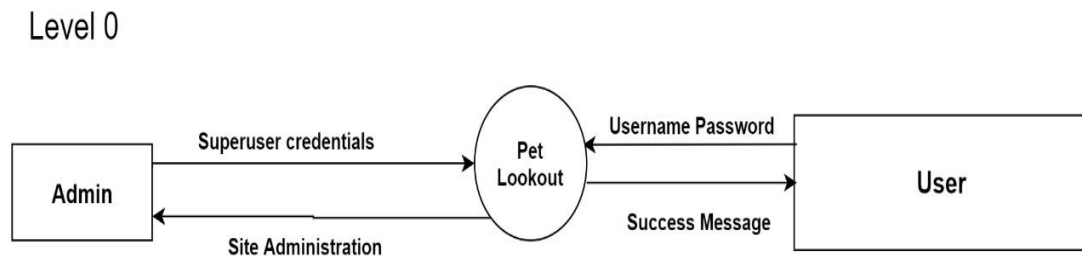 Level 0
Superuser credentials
Username Password
Pet
Lookout
Admin
User
Success Message
Site Administration